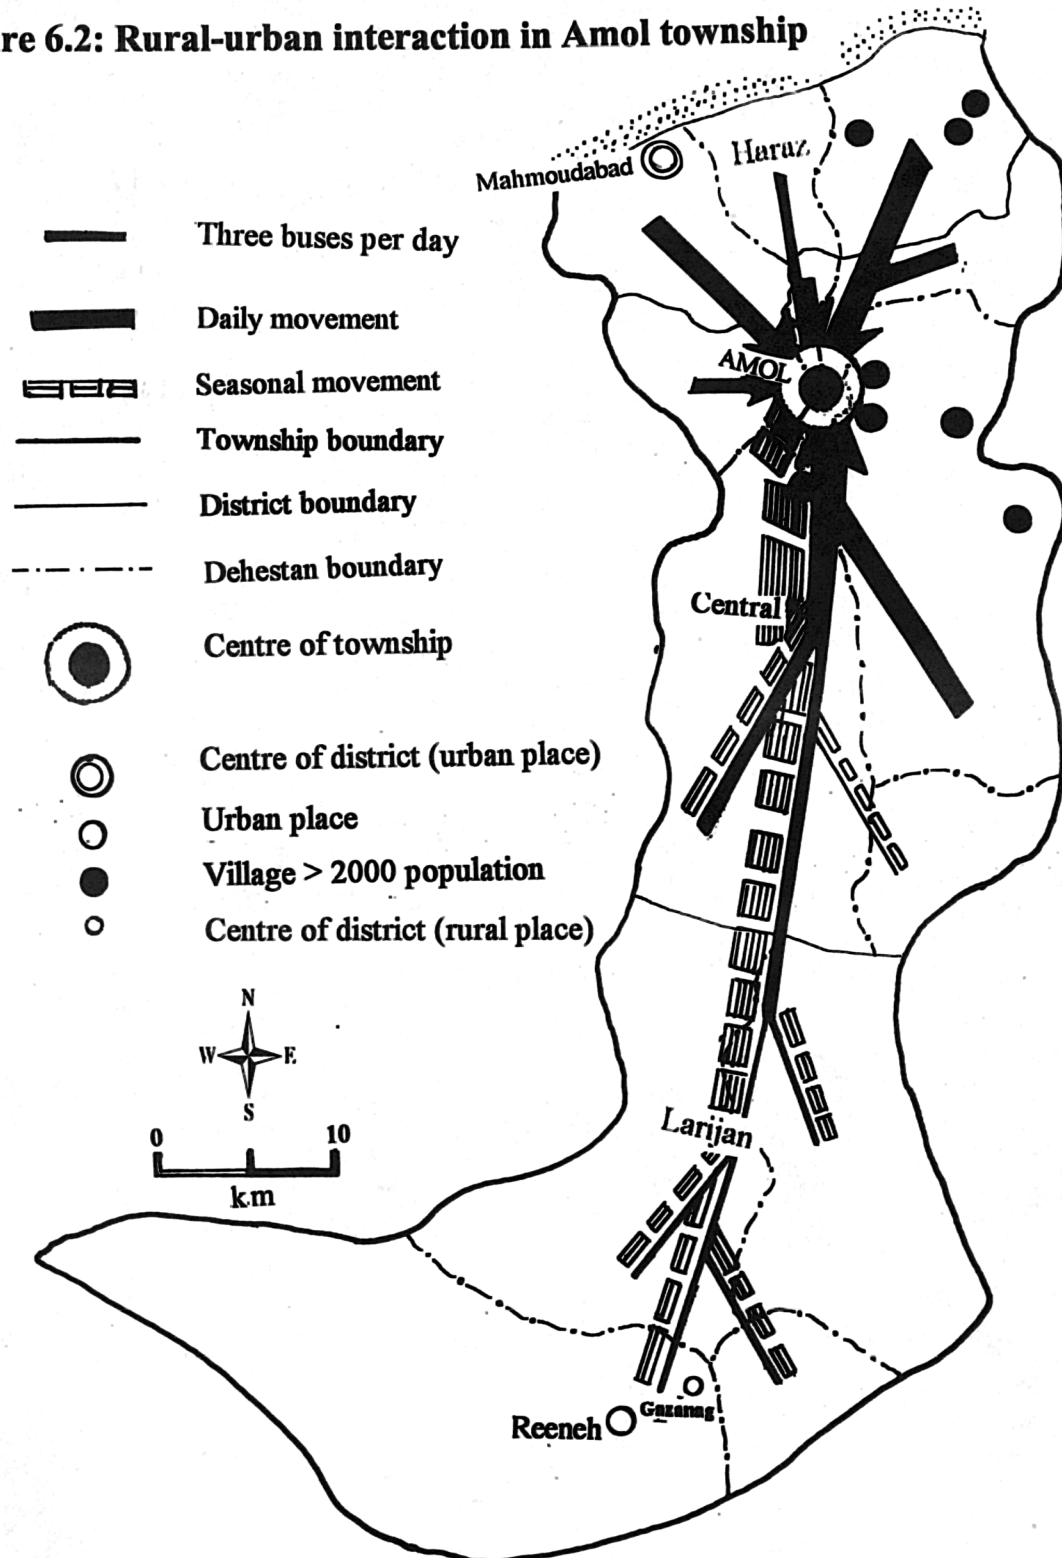 re 6.2: Rural-urban interaction in Amol township
Mahmoudabad
Haraz
Three buses per day
Daily movement
AMOL
Seasonal movement
Township boundary
District boundary
Dehestan boundary
Central
Centre of township
Centre of district (urban place)
Urban place
Village > 2000 population
Centre of district (rural place)
N
W E
S
0 10
km
Larijan
Gazanag
Reeneh